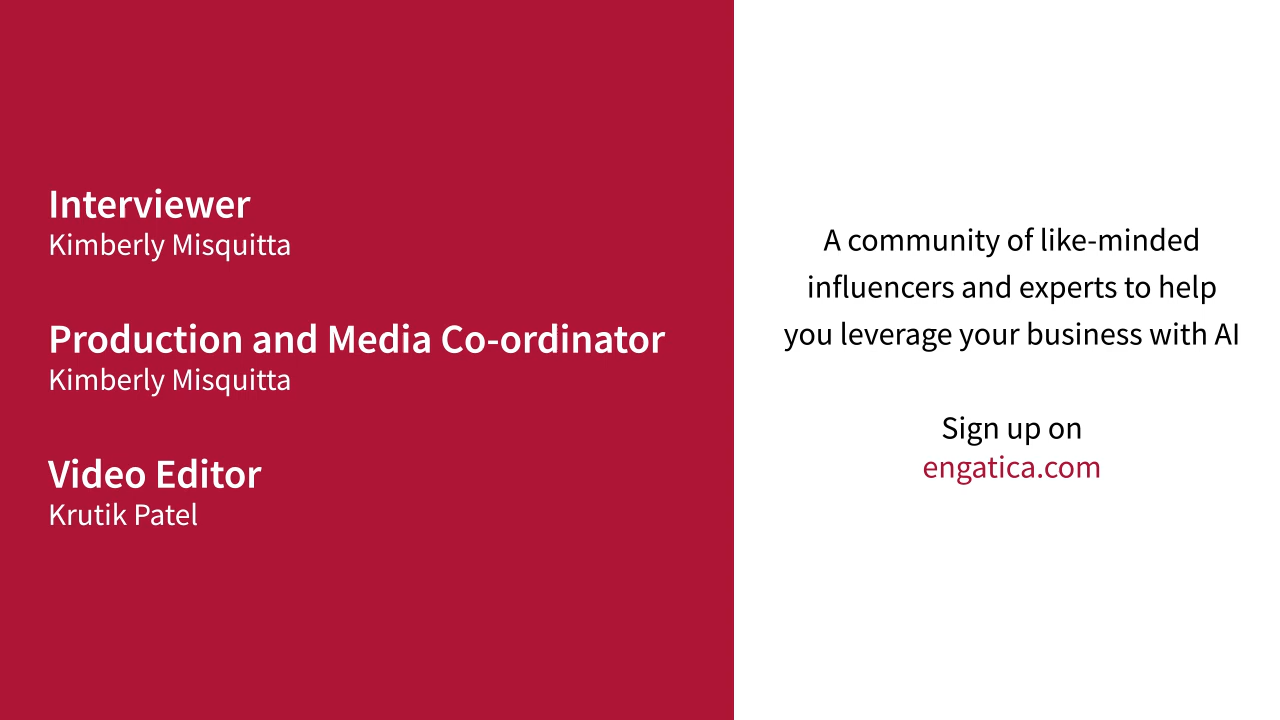 Interviewer
Kimberly Misquitta
Production and Media Co-ordinator
Kimberly Misquitta
Video Editor
Krutik Patel
A community of like-minded
influencers and experts to help
you leverage your business with AI
Sign up on
engatica.com